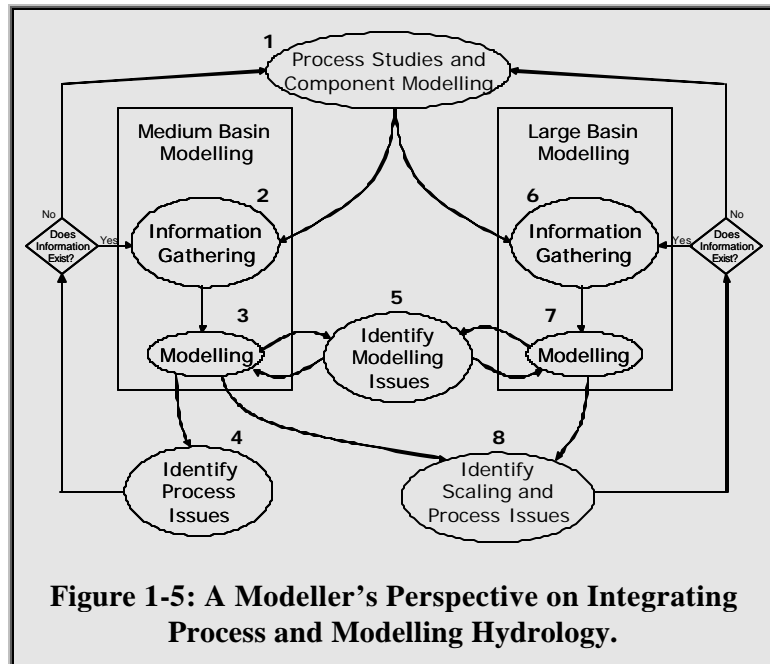 1
Process Studies and
Component Modelling
Medium Basin
Modelling
Large Basin
Modelling
2
Information
Gathering
6
Information
Gathering
No
Does
Information
Exist?
Yes
No
Does
Information
Exist?
Yes
3
Modelling
5
Identify
Modelling
Issues
7
Modelling
4
Identify
Process
Issues
8
Identify
Scaling and
Process Issues
Figure 1-5: A Modeller's Perspective on Integrating
Process and Modelling Hydrology.